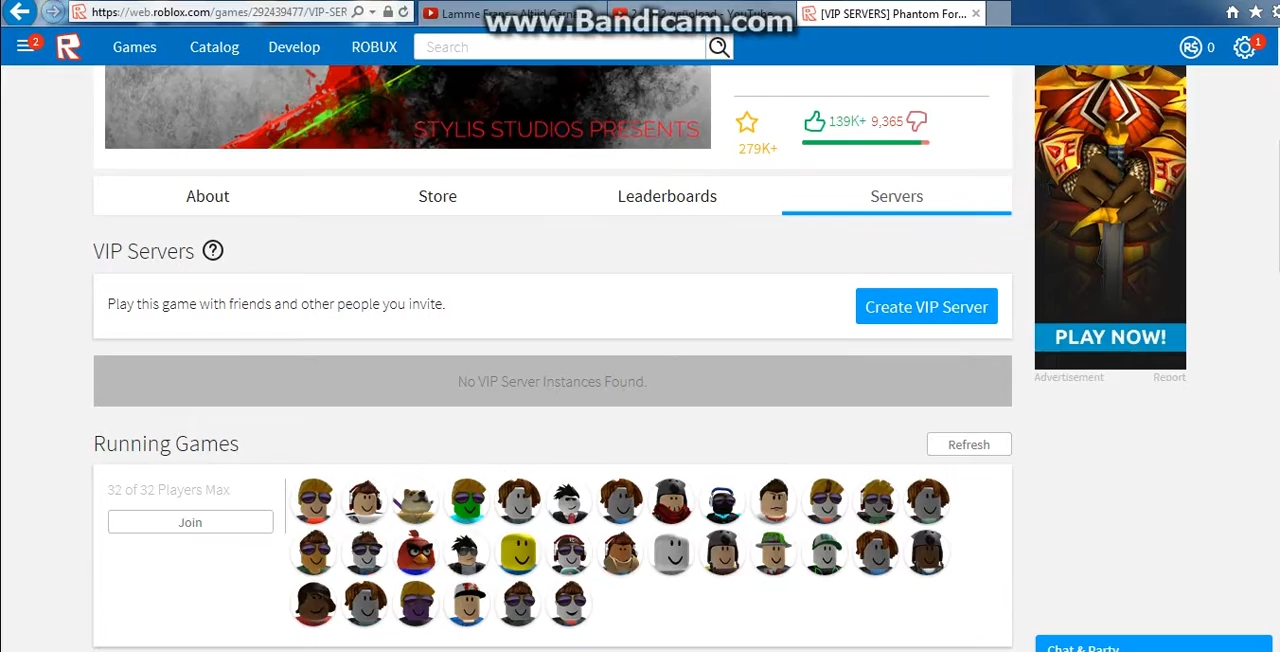 https://web.roblox.com/games/292439477/VIP-SER
[VIP SERVERS] Phantom For...
www.Bandicam.com
2
Games
Catalog
Develop
ROBUX
Search
R$ 0
1
STYLIS STUDIOS PRESENTS
279K+
139K+
9,365
About
Store
Leaderboards
Servers
VIP Servers ?
Play this game with friends and other people you invite.
Create VIP Server
No VIP Server Instances Found.
PLAY NOW!
Advertisement
Report
Running Games
Refresh
32 of 32 Players Max
Join
Chat & Party